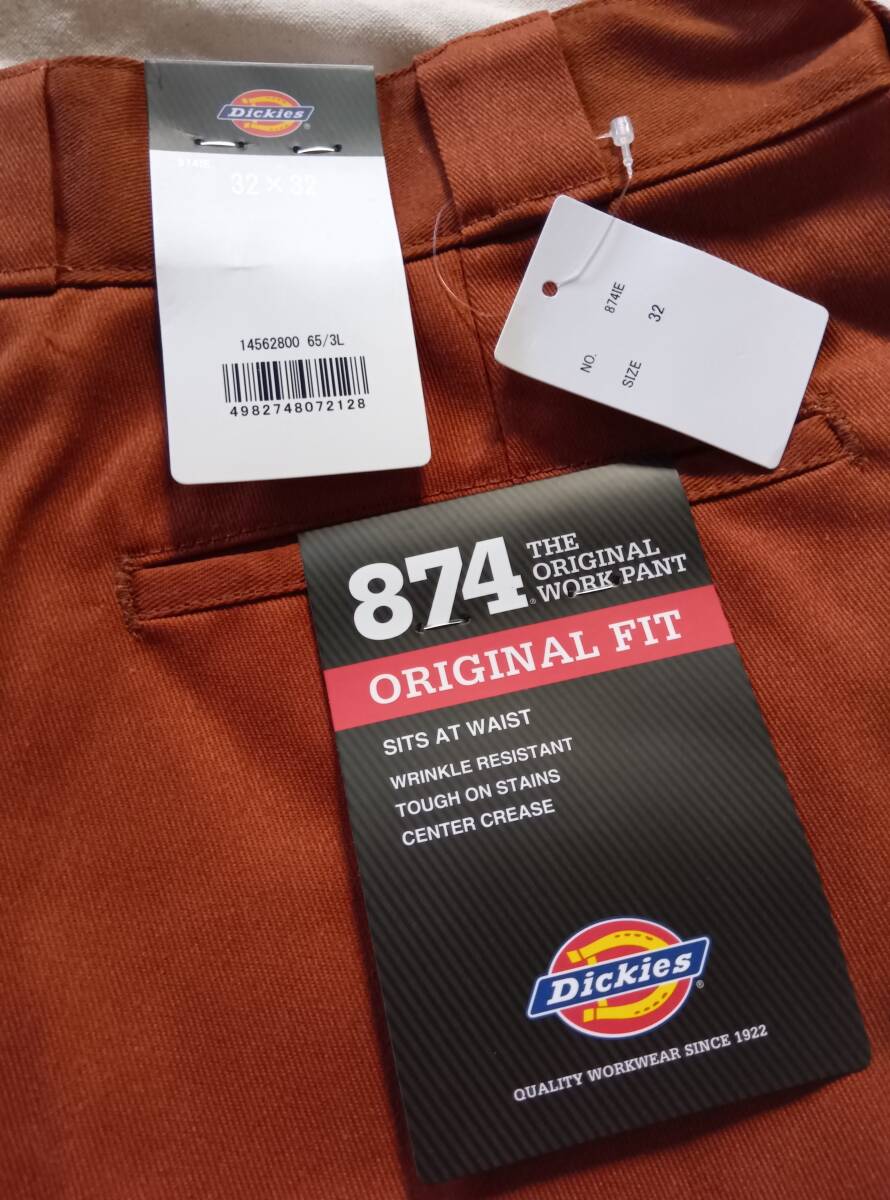 Dickies
874IE
32 × 32
14562800 65/3L
4982748072128
NO. 874IE
SIZE 32
874 THE
ORIGINAL
WORK PANT
ORIGINAL FIT
SITS AT WAIST
WRINKLE RESISTANT
TOUGH ON STAINS
CENTER CREASE
Dickies
QUALITY WORKWEAR SINCE 1922